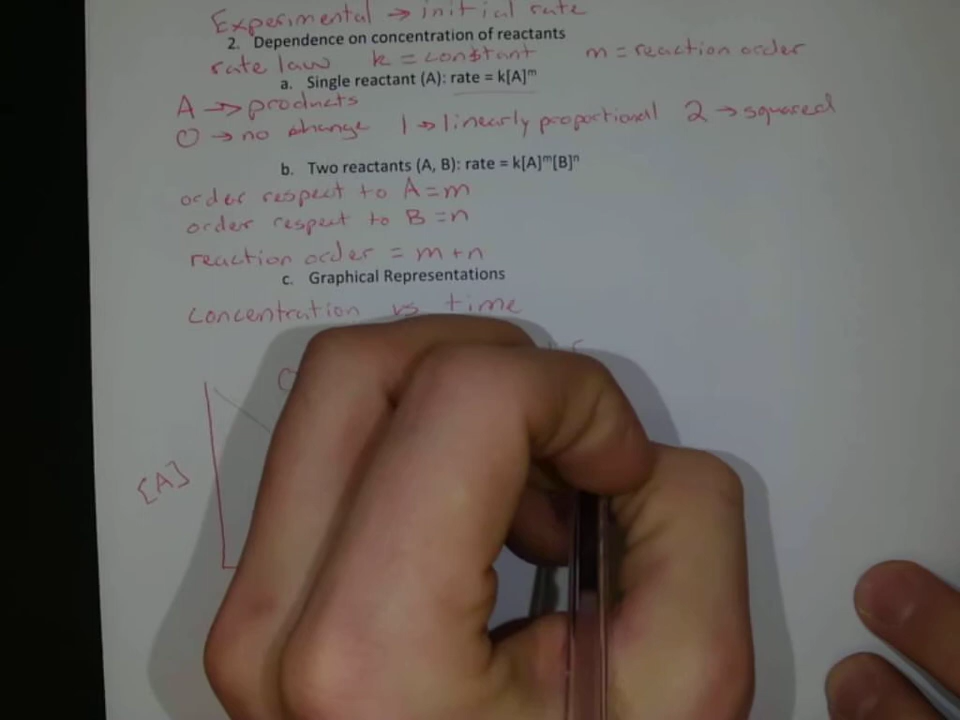 Experimental → initial rate
2. Dependence on concentration of reactants
rate law k = constant m = reaction order
a. Single reactant (A): rate = k[A]ᵐ
A → products
0 → no change 1 → linearly proportional 2 → squared
b. Two reactants (A, B): rate = k[A]ᵐ[B]ⁿ
order respect to A = m
order respect to B = n
reaction order = m + n
c. Graphical Representations
concentration vs time
[A]